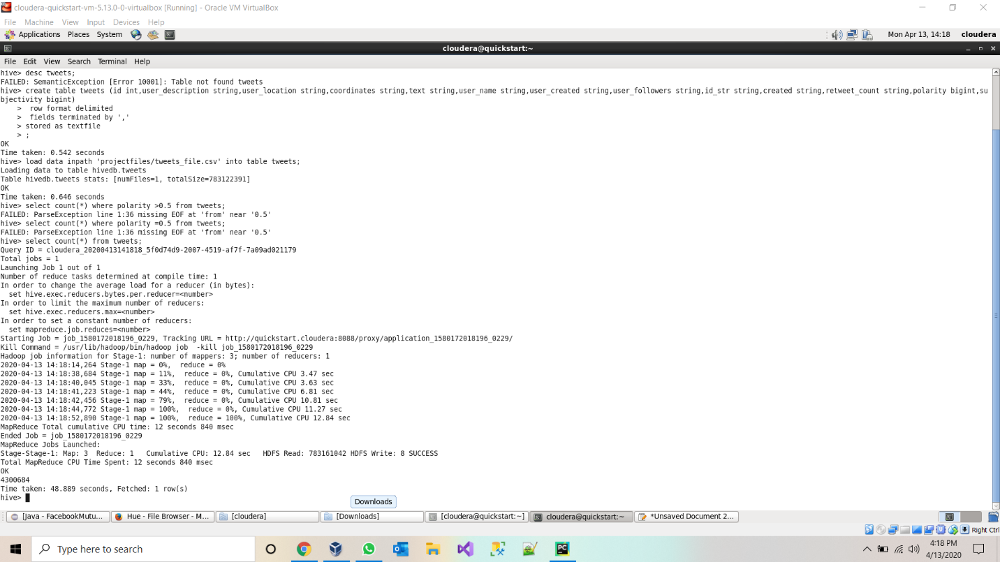 cloudera-quickstart-vm-5.13.0-0-virtualbox [Running] - Oracle VM VirtualBox
File Machine View Input Devices Help
Applications Places System Mon Apr 13, 14:18 cloudera
cloudera@quickstart:~
File Edit View Search Terminal Help
hive> desc tweets;
FAILED: SemanticException [Error 10001]: Table not found tweets
hive> create table tweets (id int,user_description string,user_location string,coordinates string,text string,user_name string,user_created string,user_followers string,id_str string,created string,retweet_count string,polarity bigint,su
bjectivity bigint)
    >  row format delimited
    >  fields terminated by ','
    > stored as textfile
    > ;
OK
Time taken: 0.542 seconds
hive> load data inpath 'projectfiles/tweets_file.csv' into table tweets;
Loading data to table hivedb.tweets
Table hivedb.tweets stats: [numFiles=1, totalSize=783122391]
OK
Time taken: 0.646 seconds
hive> select count(*) where polarity >0.5 from tweets;
FAILED: ParseException line 1:36 missing EOF at 'from' near '0.5'
hive> select count(*) where polarity =0.5 from tweets;
FAILED: ParseException line 1:36 missing EOF at 'from' near '0.5'
hive> select count(*) from tweets;
Query ID = cloudera_20200413141818_5f0d74d9-2007-4519-af7f-7a09ad021179
Total jobs = 1
Launching Job 1 out of 1
Number of reduce tasks determined at compile time: 1
In order to change the average load for a reducer (in bytes):
  set hive.exec.reducers.bytes.per.reducer=<number>
In order to limit the maximum number of reducers:
  set hive.exec.reducers.max=<number>
In order to set a constant number of reducers:
  set mapreduce.job.reduces=<number>
Starting Job = job_1580172018196_0229, Tracking URL = http://quickstart.cloudera:8088/proxy/application_1580172018196_0229/
Kill Command = /usr/lib/hadoop/bin/hadoop job  -kill job_1580172018196_0229
Hadoop job information for Stage-1: number of mappers: 3; number of reducers: 1
2020-04-13 14:18:14,264 Stage-1 map = 0%,  reduce = 0%
2020-04-13 14:18:38,684 Stage-1 map = 11%,  reduce = 0%, Cumulative CPU 3.47 sec
2020-04-13 14:18:40,045 Stage-1 map = 33%,  reduce = 0%, Cumulative CPU 3.63 sec
2020-04-13 14:18:41,223 Stage-1 map = 44%,  reduce = 0%, Cumulative CPU 6.81 sec
2020-04-13 14:18:42,456 Stage-1 map = 79%,  reduce = 0%, Cumulative CPU 10.81 sec
2020-04-13 14:18:44,772 Stage-1 map = 100%,  reduce = 0%, Cumulative CPU 11.27 sec
2020-04-13 14:18:52,890 Stage-1 map = 100%,  reduce = 100%, Cumulative CPU 12.84 sec
MapReduce Total cumulative CPU time: 12 seconds 840 msec
Ended Job = job_1580172018196_0229
MapReduce Jobs Launched:
Stage-Stage-1: Map: 3  Reduce: 1   Cumulative CPU: 12.84 sec   HDFS Read: 783161042 HDFS Write: 8 SUCCESS
Total MapReduce CPU Time Spent: 12 seconds 840 msec
OK
4300684
Time taken: 48.889 seconds, Fetched: 1 row(s)
hive>
Downloads
[Java - FacebookMutu... Hue - File Browser - M... [cloudera] [Downloads] [cloudera@quickstart:~] cloudera@quickstart:~ *Unsaved Document 2...
Right Ctrl
Type here to search
PC
4:18 PM
4/13/2020